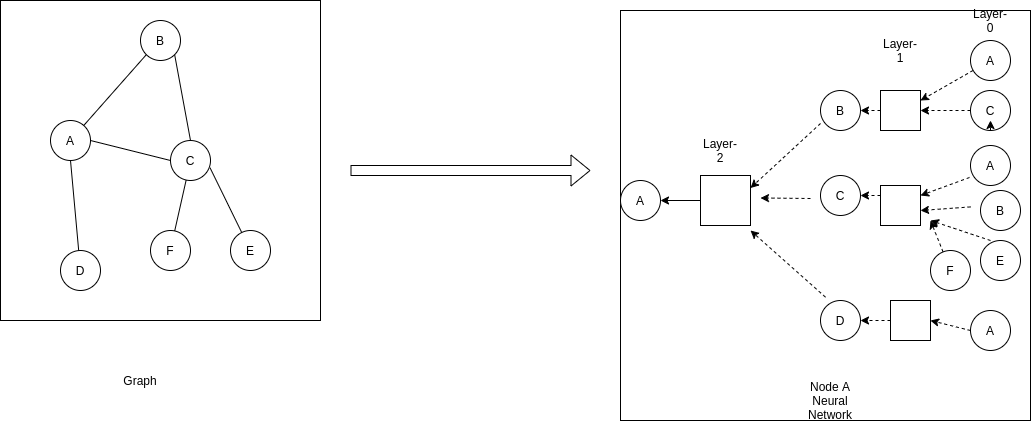 B
A
C
D
F
E
Graph
Layer-
0
Layer-
1
A
B
C
Layer-
2
A
A
C
B
E
F
D
A
Node A
Neural
Network